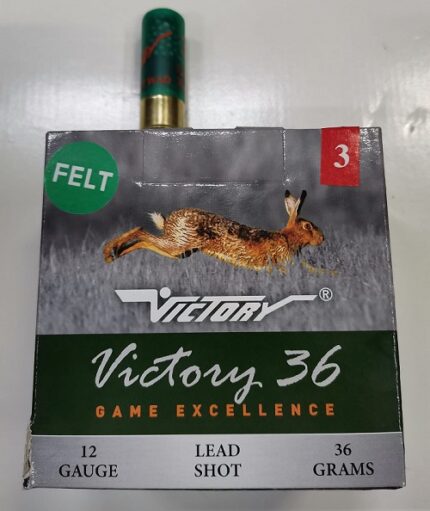 FELT
3
VICTORY ®
Victory 36
GAME EXCELLENCE
12 GAUGE
LEAD SHOT
36 GRAMS